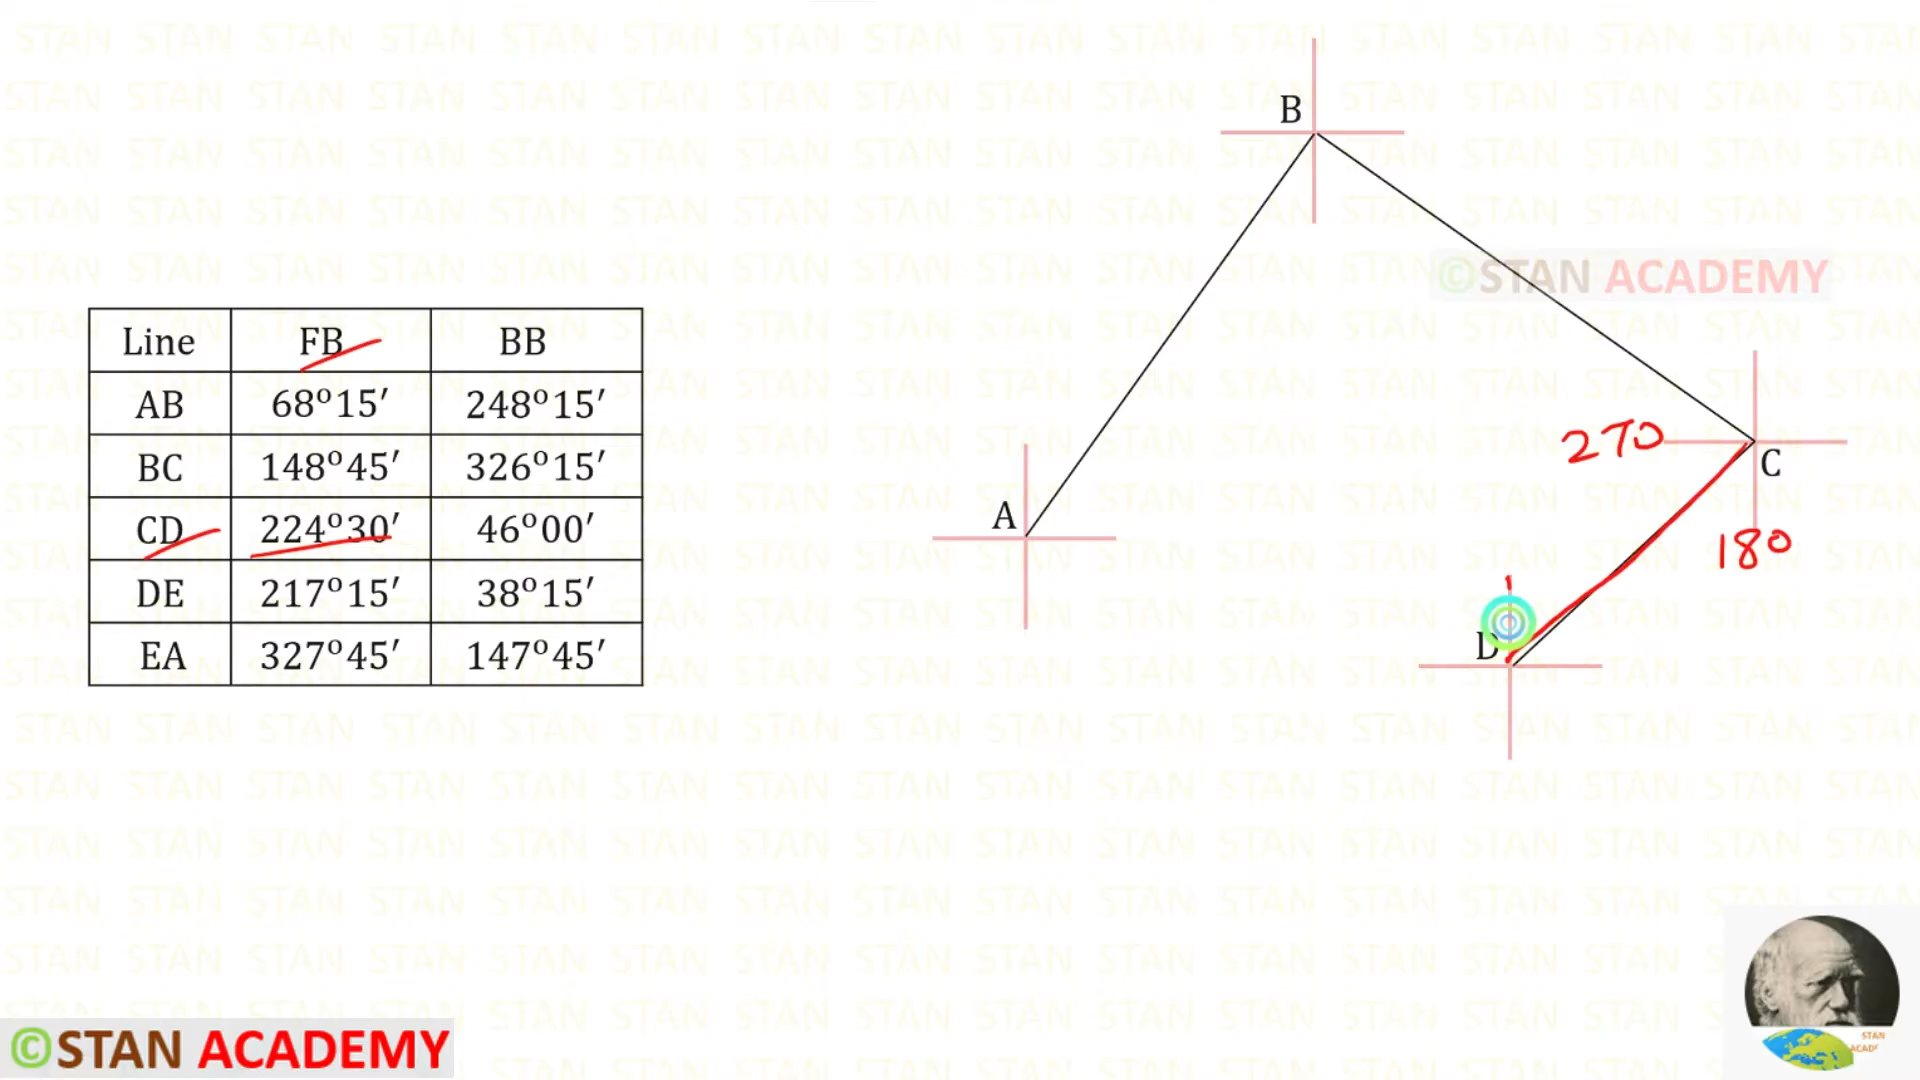 Line FB BB
AB 68°15′ 248°15′
BC 148°45′ 326°15′
CD 224°30′ 46°00′
DE 217°15′ 38°15′
EA 327°45′ 147°45′
B
©STAN ACADEMY
270
C
A
180
D
©STAN ACADEMY
STAN